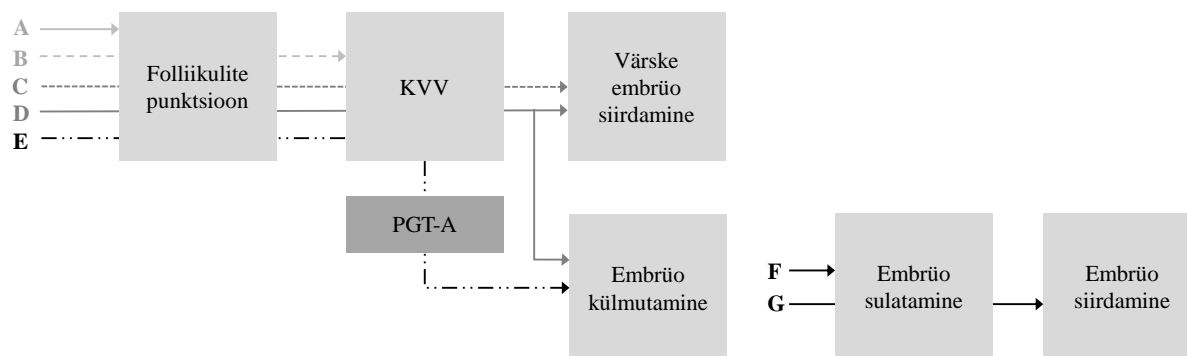 A
B
C
D
E
Folliikulite
punktsioon
KVV
Värske
embrüo
siirdamine
PGT-A
Embrüo
külmutamine
F
G
Embrüo
sulatamine
Embrüo
siirdamine